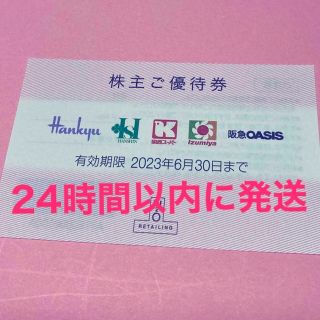 株主ご優待券
Hankyu HANSHIN 関西スーパー Izumiya 阪急OASIS
有効期限 2023年6月30日まで
24時間以内に発送
H2O
RETAILING